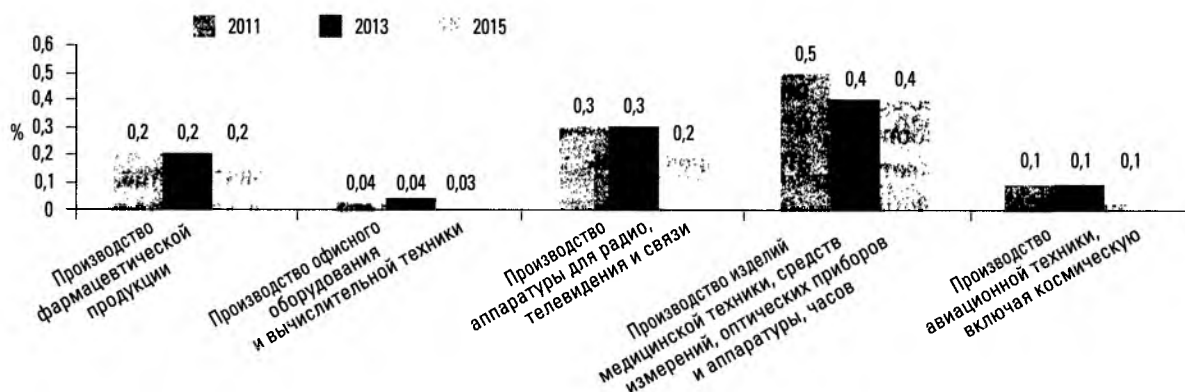 2011 2013 2015
0,6
0,5
0,4
0,3
0,2
0,1
0
%
0,2 0,2 0,2
0,04 0,04 0,03
0,3 0,3 0,2
0,5 0,4 0,4
0,1 0,1 0,1
Производство
фармацевтической
продукции
Производство офисного
оборудования
и вычислительной техники
Производство
аппаратуры для радио,
телевидения и связи
Производство изделий
медицинской техники, средств
измерений, оптических приборов
и аппаратуры, часов
Производство
авиационной техники,
включая космическую